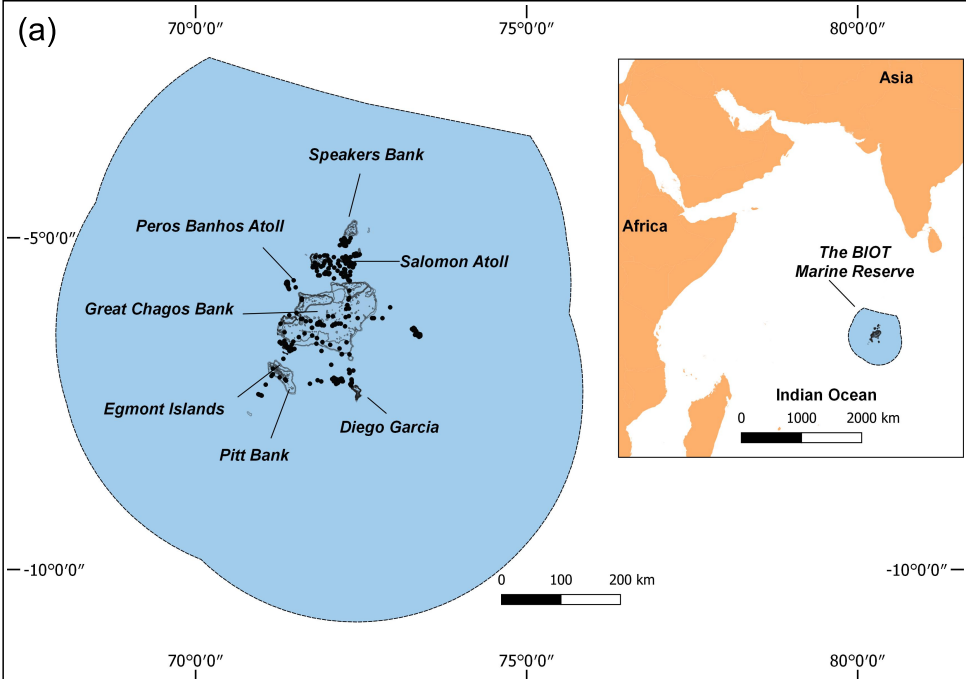 (a)
70°0′0″
75°0′0″
80°0′0″
Speakers Bank
Peros Banhos Atoll
-5°0′0″
Salomon Atoll
Great Chagos Bank
Egmont Islands
Diego Garcia
Pitt Bank
Asia
Africa
The BIOT
Marine Reserve
Indian Ocean
0 1000 2000 km
-10°0′0″
0 100 200 km
-10°0′0″
70°0′0″
75°0′0″
80°0′0″